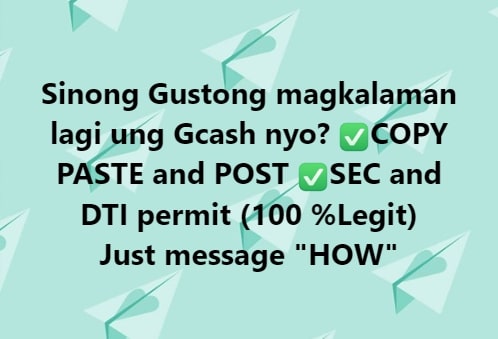 Sinong Gustong magkalaman
lagi ung Gcash nyo? ✅COPY
PASTE and POST ✅SEC and
DTI permit (100 %Legit)
Just message "HOW"